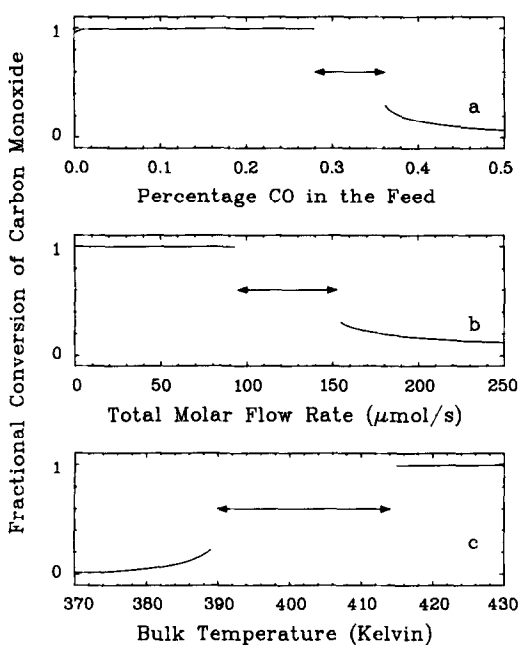 Fractional Conversion of Carbon Monoxide
1
0
a
0.0 0.1 0.2 0.3 0.4 0.5
Percentage CO in the Feed
1
0
b
0 50 100 150 200 250
Total Molar Flow Rate (μmol/s)
1
0
c
370 380 390 400 410 420 430
Bulk Temperature (Kelvin)